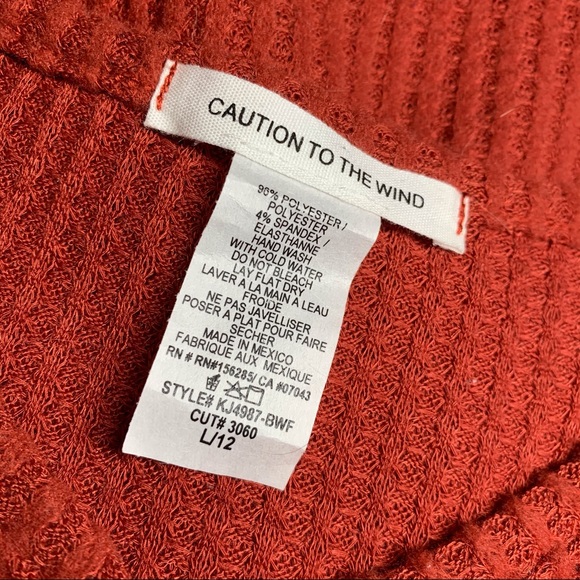 CAUTION TO THE WIND
96% POLYESTER /
POLYESTER
4% SPANDEX /
ELASTHANNE
HAND WASH
WITH COLD WATER
DO NOT BLEACH
LAY FLAT DRY
LAVER A LA MAIN A LEAU
FROIDE
NE PAS JAVELLISER
POSER A PLAT POUR FAIRE
SECHER
MADE IN MEXICO
FABRIQUE AUX MEXIQUE
RN # RN#156285/ CA #07043
STYLE# KJ4987-BWF
CUT# 3060
L/12